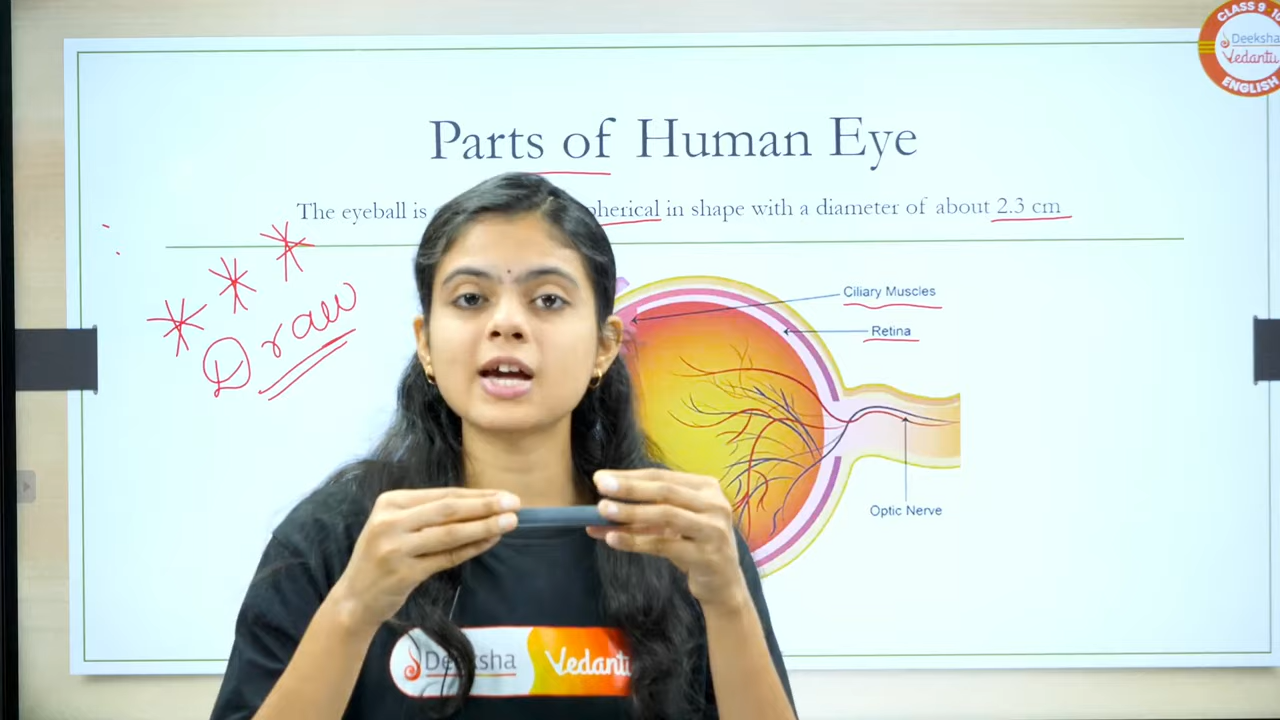 CLASS 9-10
Deeksha
Vedantu
ENGLISH
Parts of Human Eye
The eyeball is pherical in shape with a diameter of about 2.3 cm
Draw
Ciliary Muscles
Retina
Optic Nerve
Deeksha Vedantu